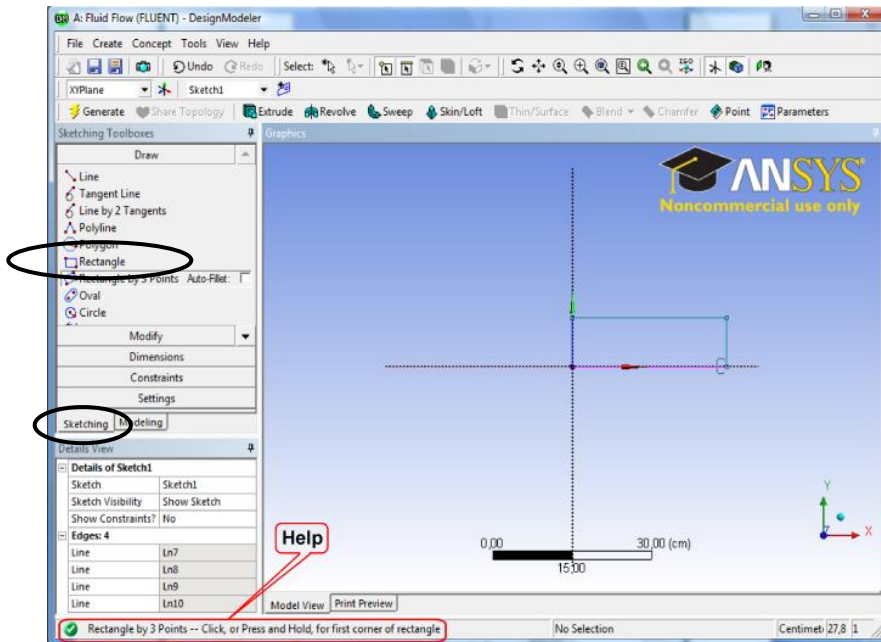 A: Fluid Flow (FLUENT) - DesignModeler
File Create Concept Tools View Help
Undo Redo Select:
XYPlane Sketch1
Generate Share Topology Extrude Revolve Sweep Skin/Loft Thin/Surface Blend Chamfer Point Parameters
Sketching Toolboxes
Draw
Line
Tangent Line
Line by 2 Tangents
Polyline
Polygon
Rectangle
Rectangle by 3 Points Auto-Fillet:
Oval
Circle
Modify
Dimensions
Constraints
Settings
Sketching Modeling
Details View
Details of Sketch1
Sketch Sketch1
Sketch Visibility Show Sketch
Show Constraints? No
Edges: 4
Line Ln7
Line Ln8
Line Ln9
Line Ln10
Graphics
ANSYS
Noncommercial use only
Y
X
Z
0,00 30,00 (cm)
15,00
Help
Model View Print Preview
Rectangle by 3 Points -- Click, or Press and Hold, for first corner of rectangle No Selection Centimet 27,8 1